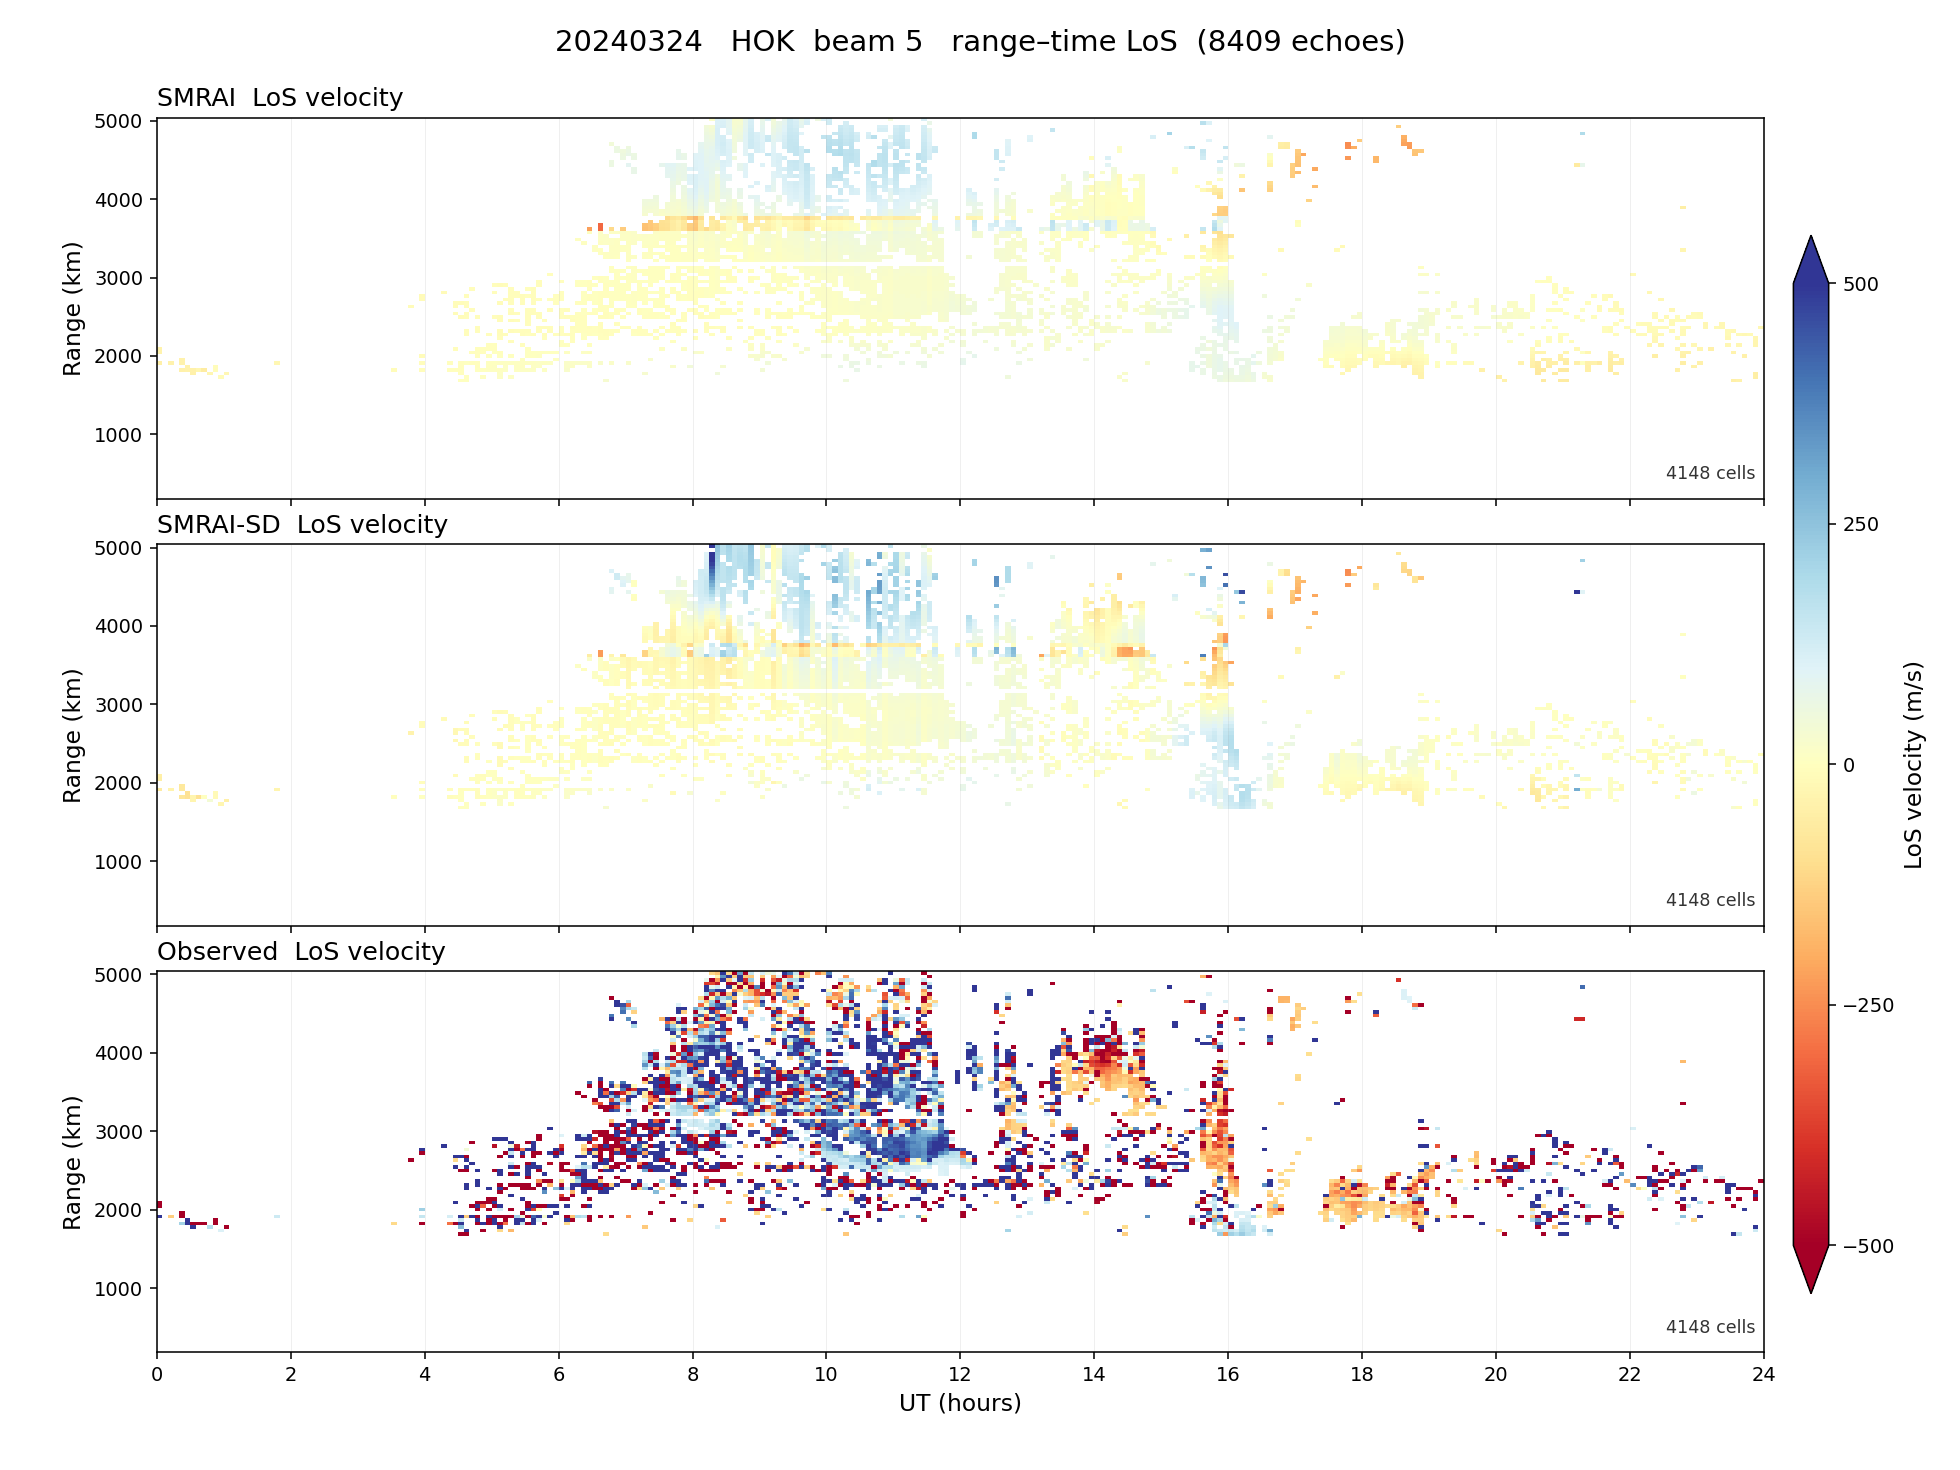 20240324 HOK beam 5 range–time LoS (8409 echoes)
SMRAI LoS velocity
5000
4000
3000
2000
1000
Range (km)
4148 cells
SMRAI-SD LoS velocity
5000
4000
3000
2000
1000
Range (km)
4148 cells
Observed LoS velocity
5000
4000
3000
2000
1000
Range (km)
4148 cells
0 2 4 6 8 10 12 14 16 18 20 22 24
UT (hours)
500
250
0
−250
−500
LoS velocity (m/s)